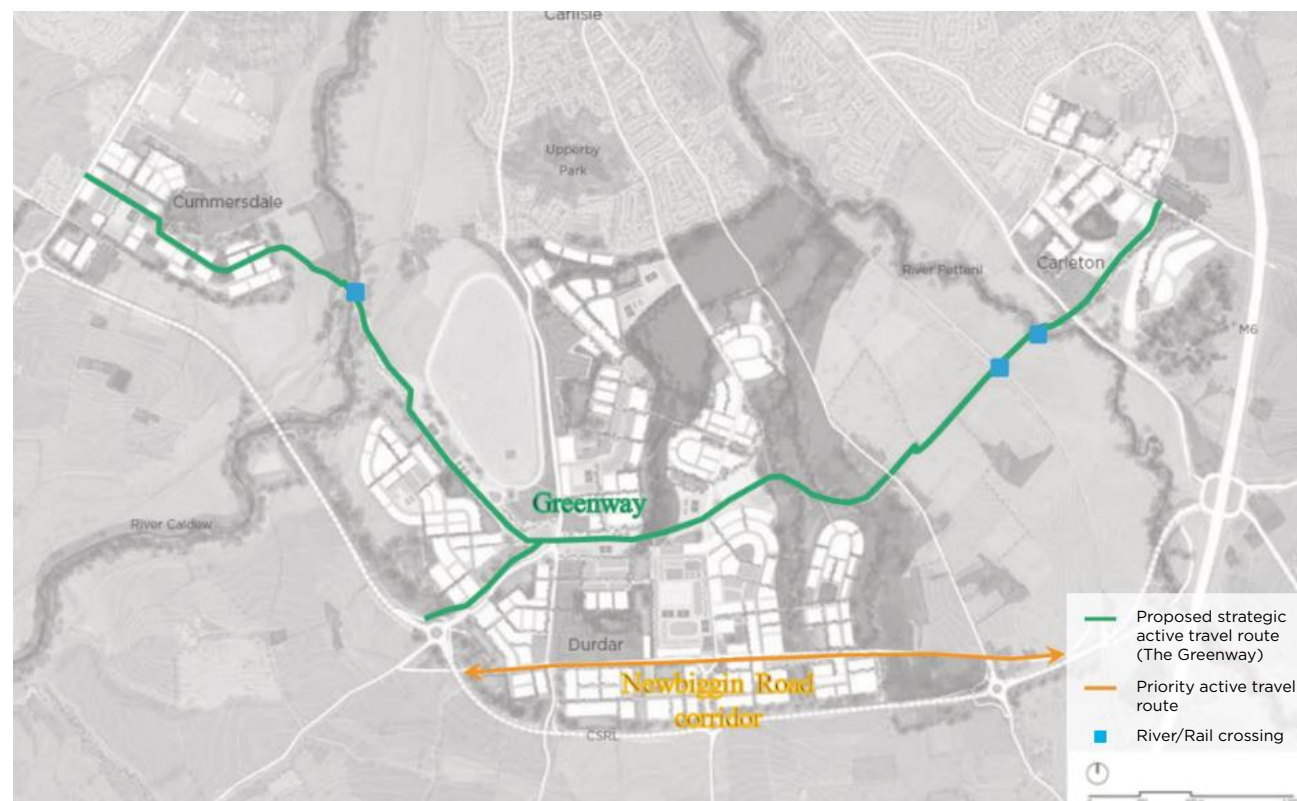 Carlisle
Upperby
Park
Cummersdale
River Petteril
Carleton
M6
Greenway
River Caldew
Durdar
Newbiggin Road
corridor
CSRL
Proposed strategic
active travel route
(The Greenway)
Priority active travel
route
River/Rail crossing